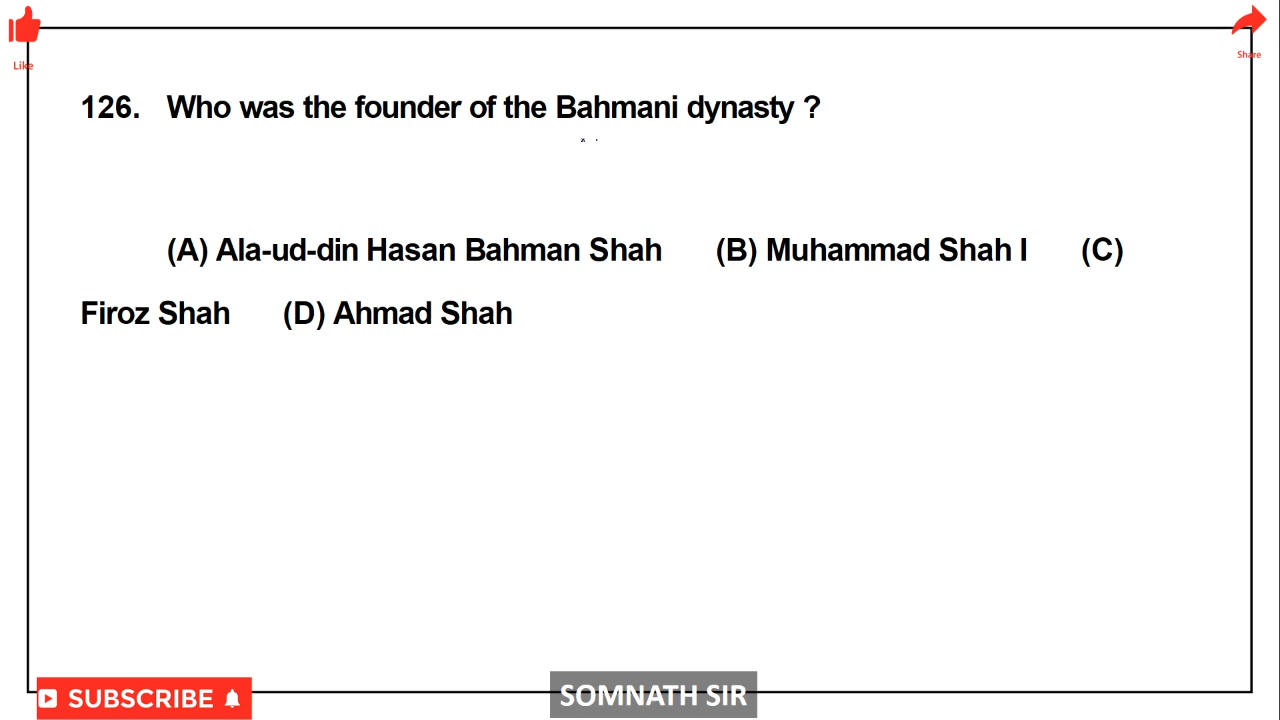 Like
Share
126. Who was the founder of the Bahmani dynasty ?
(A) Ala-ud-din Hasan Bahman Shah (B) Muhammad Shah I (C)
Firoz Shah (D) Ahmad Shah
SUBSCRIBE
SOMNATH SIR